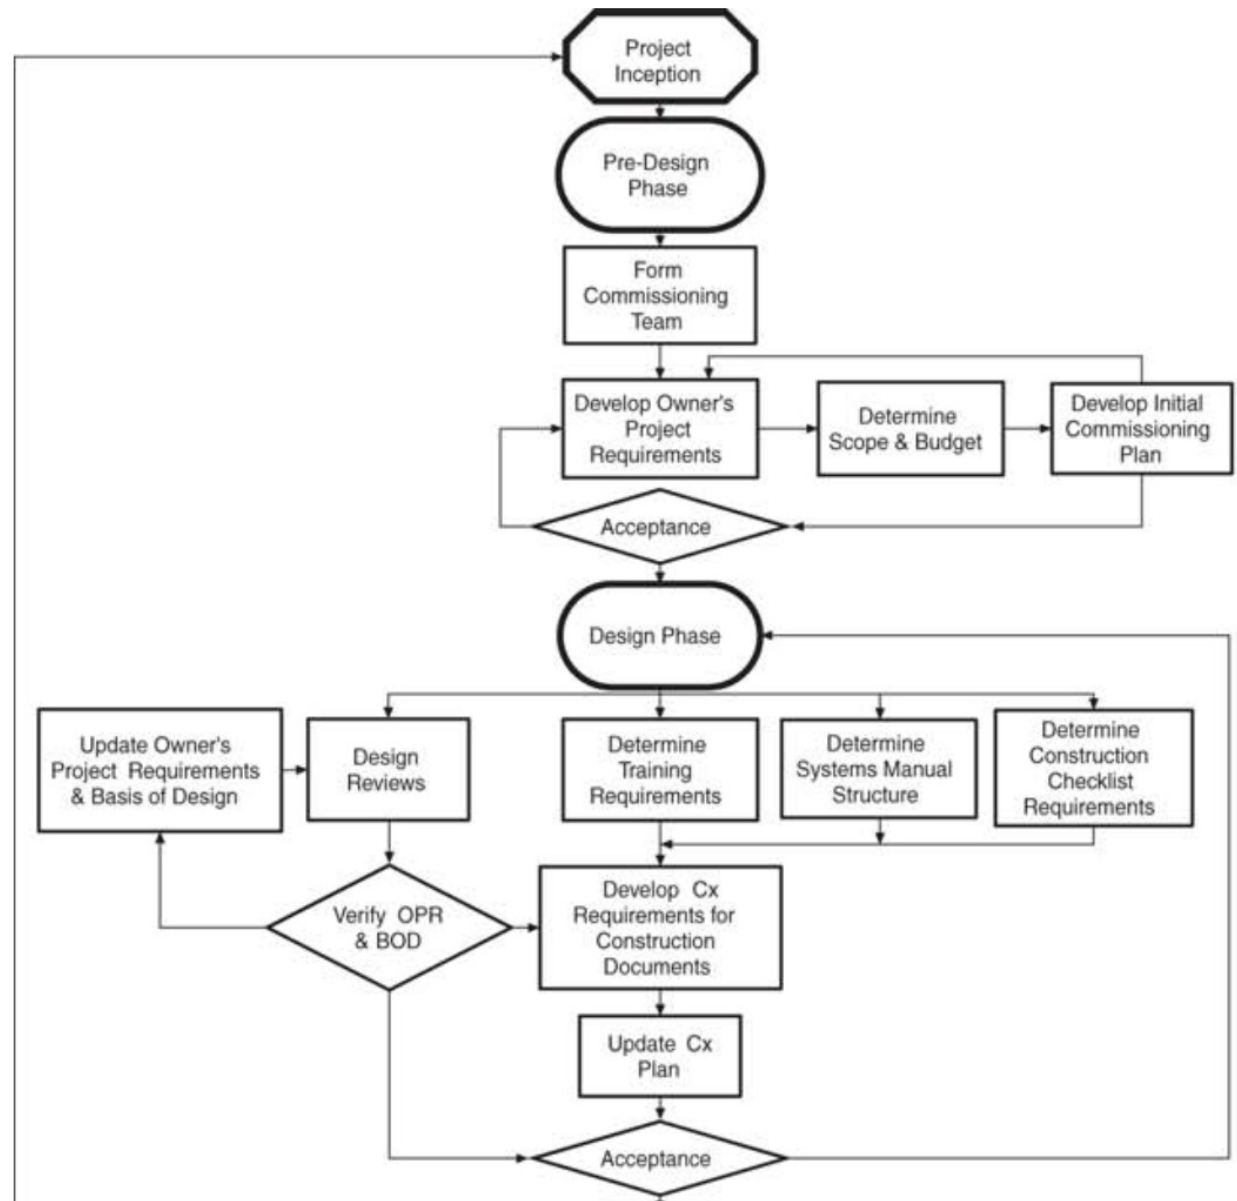 Project
Inception
Pre-Design
Phase
Form
Commissioning
Team
Develop Owner's
Project
Requirements
Determine
Scope & Budget
Develop Initial
Commissioning
Plan
Acceptance
Design Phase
Update Owner's
Project Requirements
& Basis of Design
Design
Reviews
Determine
Training
Requirements
Determine
Systems Manual
Structure
Determine
Construction
Checklist
Requirements
Verify OPR
& BOD
Develop Cx
Requirements for
Construction
Documents
Update Cx
Plan
Acceptance